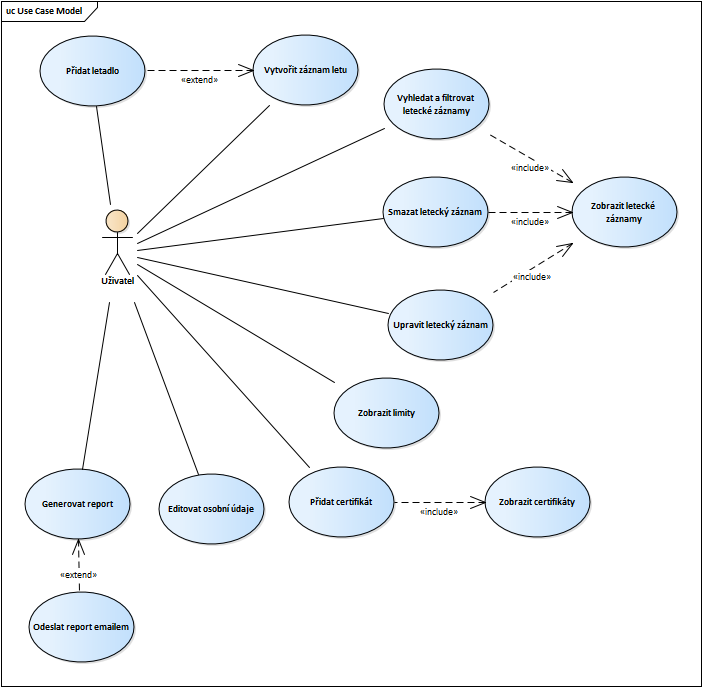 uc Use Case Model
Přidat letadlo
«extend»
Vytvořit záznam letu
Vyhledat a filtrovat
letecké záznamy
«include»
Smazat letecký záznam
«include»
Zobrazit letecké
záznamy
«include»
Uživatel
Upravit letecký záznam
Zobrazit limity
Generovat report
Editovat osobní údaje
Přidat certifikát
«include»
Zobrazit certifikáty
«extend»
Odeslat report emailem